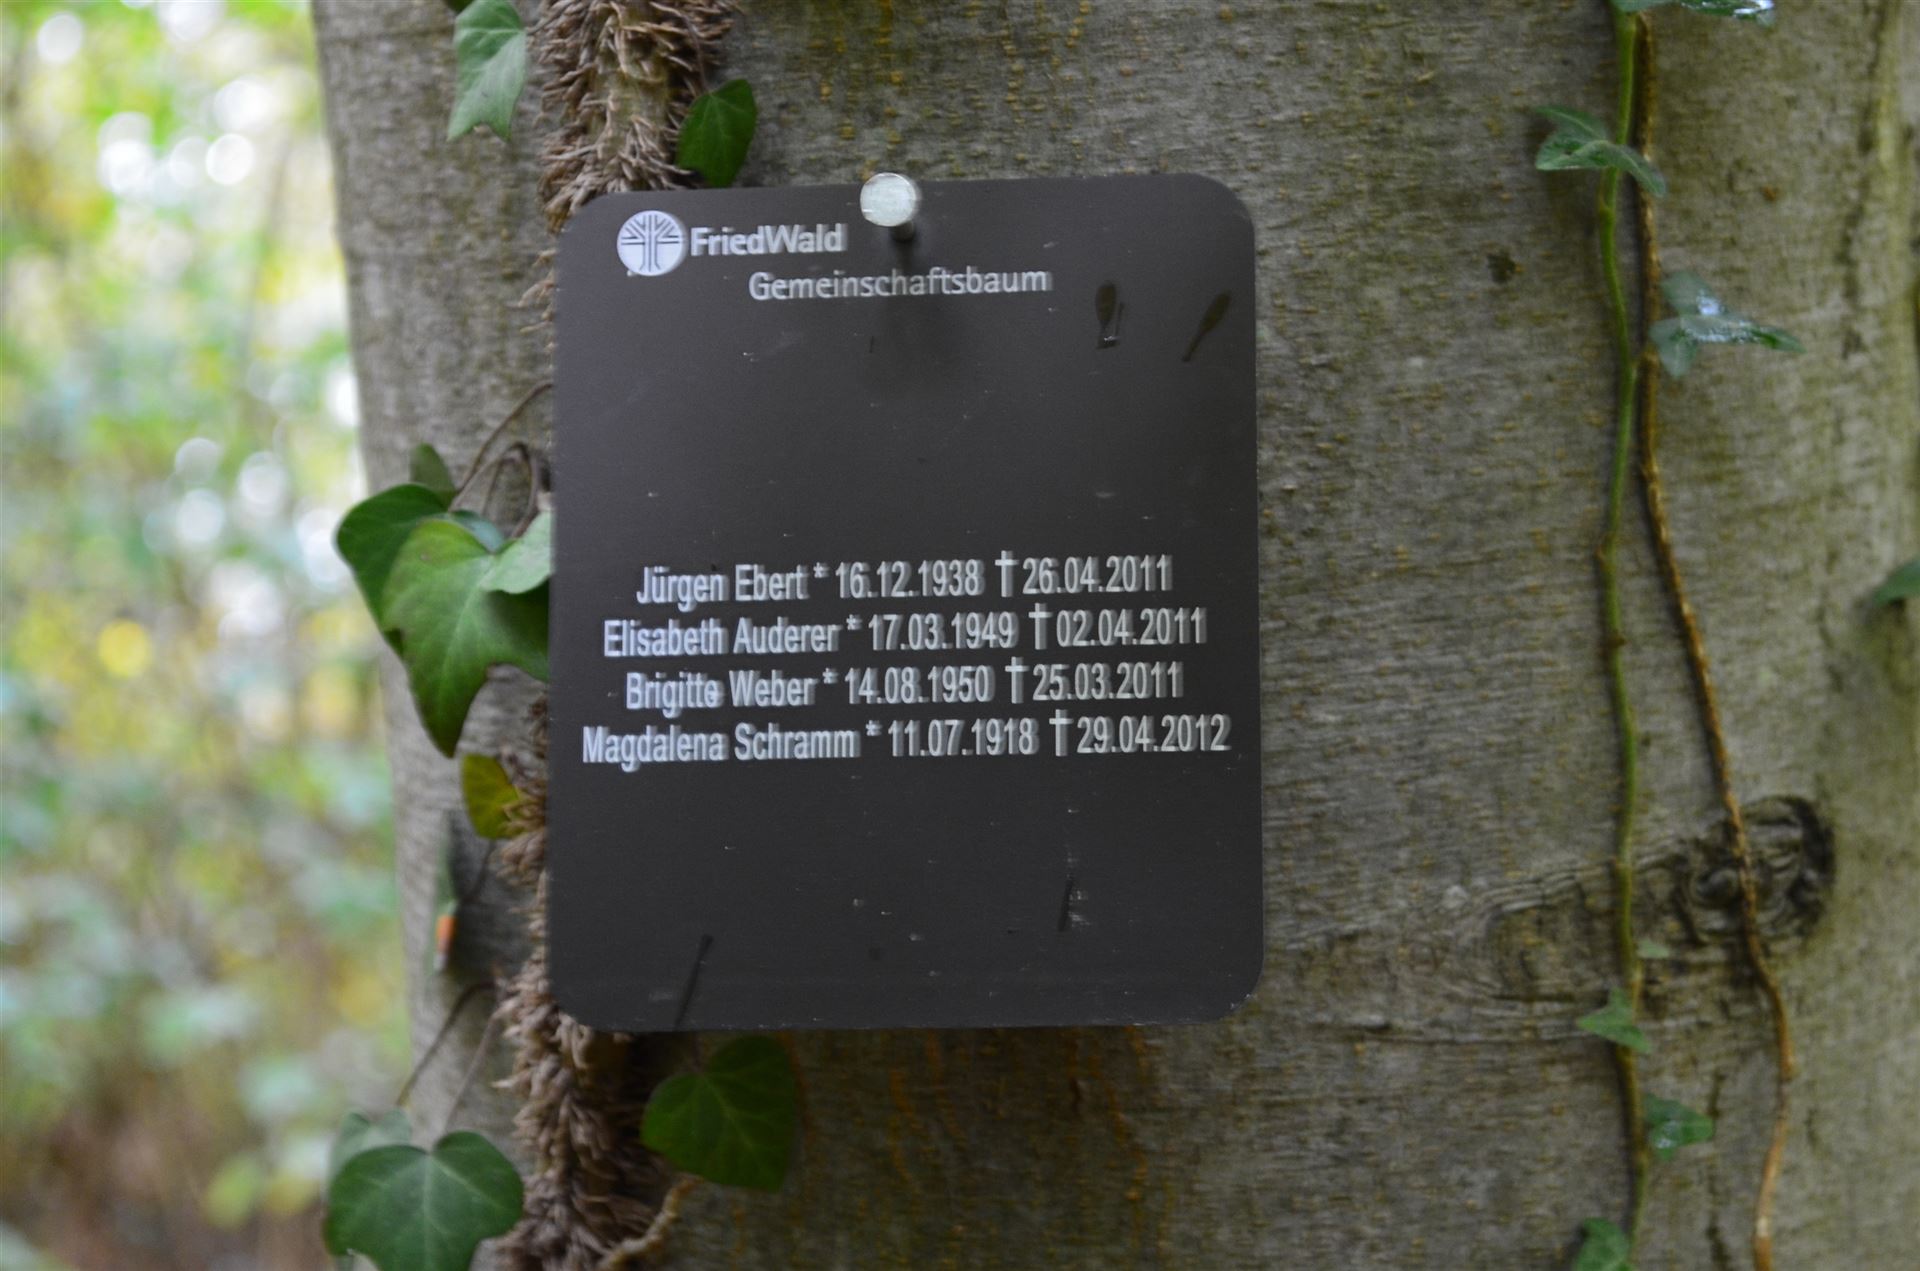 FriedWald
Gemeinschaftsbaum
Jürgen Ebert * 16.12.1938 † 26.04.2011
Elisabeth Auderer * 17.03.1949 † 02.04.2011
Brigitte Weber * 14.08.1950 † 25.03.2011
Magdalena Schramm * 11.07.1918 † 29.04.2012